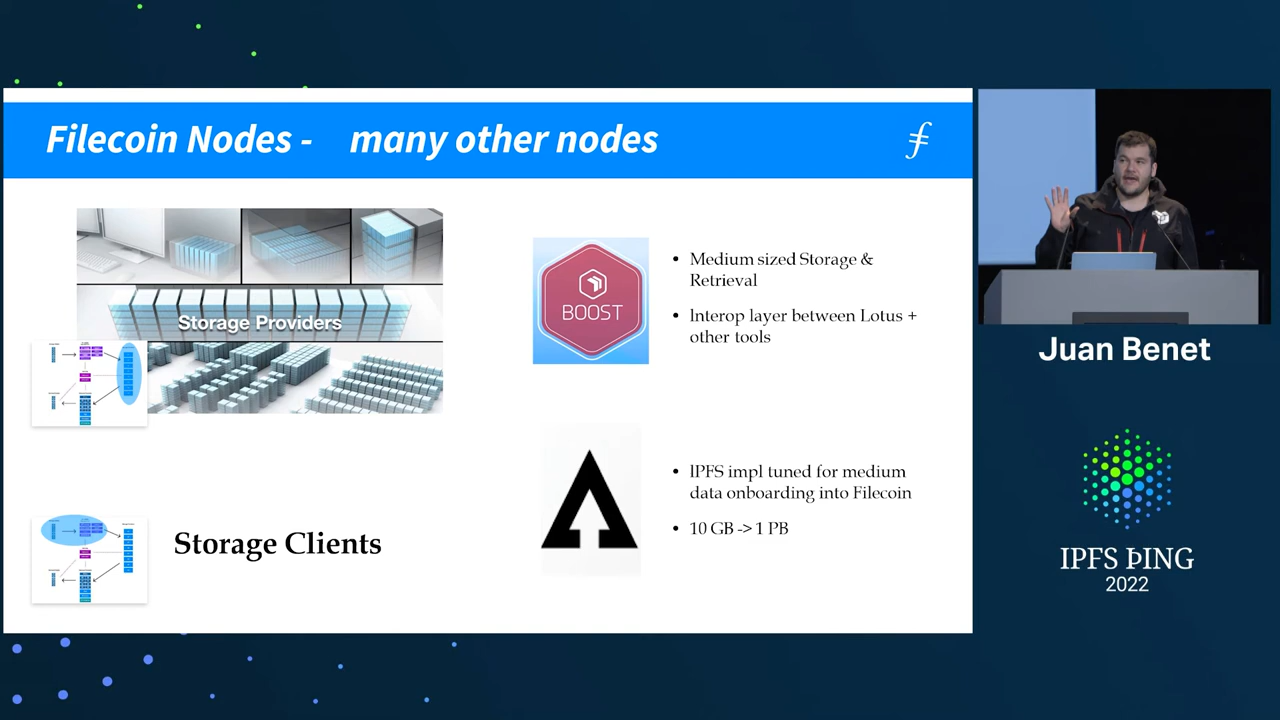 Filecoin Nodes - many other nodes
Storage Providers
BOOST
• Medium sized Storage &
Retrieval
• Interop layer between Lotus +
other tools
Storage Clients
• IPFS impl tuned for medium
data onboarding into Filecoin
• 10 GB -> 1 PB
Juan Benet
IPFS ÞING
2022